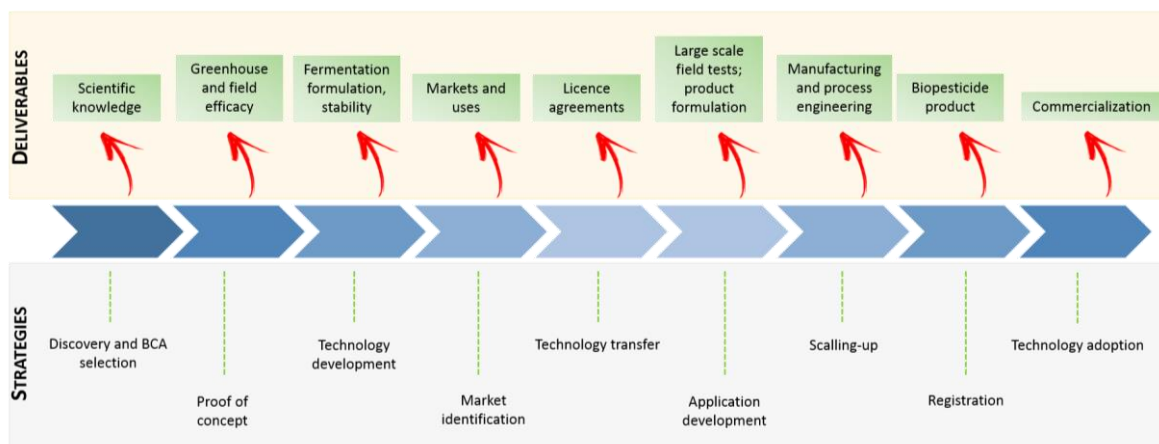 DELIVERABLES
Scientific
knowledge
Greenhouse
and field
efficacy
Fermentation
formulation,
stability
Markets and
uses
Licence
agreements
Large scale
field tests;
product
formulation
Manufacturing
and process
engineering
Biopesticide
product
Commercialization
STRATEGIES
Discovery and BCA
selection
Proof of
concept
Technology
development
Market
identification
Technology transfer
Application
development
Scalling-up
Registration
Technology adoption